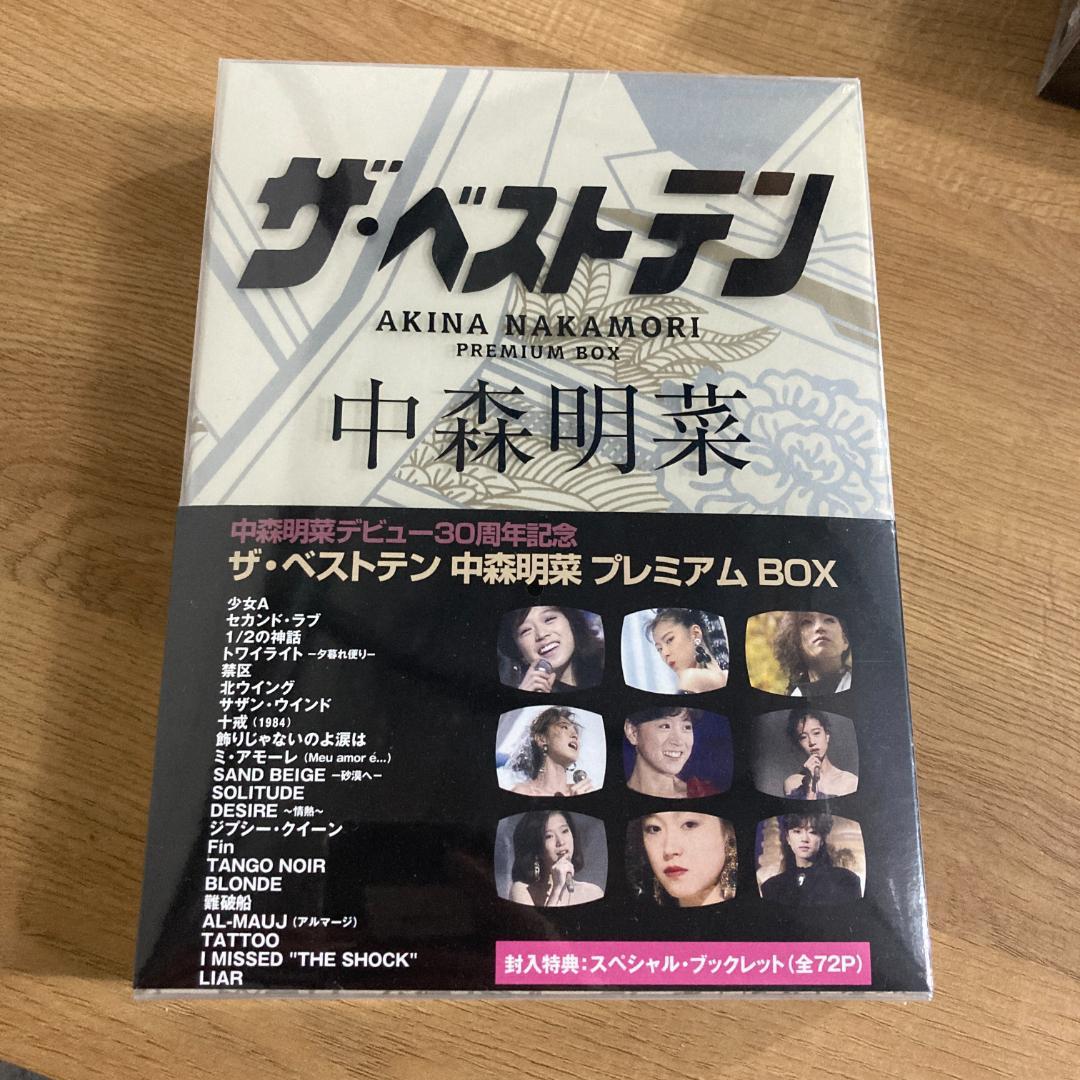 ザ・ベストテン
AKINA NAKAMORI
PREMIUM BOX
中森明菜
中森明菜デビュー30周年記念
ザ・ベストテン 中森明菜 プレミアム BOX
少女A
セカンド・ラブ
1/2の神話
トワイライト −夕暮れ便り−
禁区
北ウイング
サザン・ウインド
十戒 (1984)
飾りじゃないのよ涙は
ミ・アモーレ (Meu amor é...)
SAND BEIGE −砂漠へ−
SOLITUDE
DESIRE 〜情熱〜
ジプシー・クイーン
Fin
TANGO NOIR
BLONDE
難破船
AL-MAUJ (アルマージ)
TATTOO
I MISSED "THE SHOCK"
LIAR
封入特典：スペシャル・ブックレット（全72P）